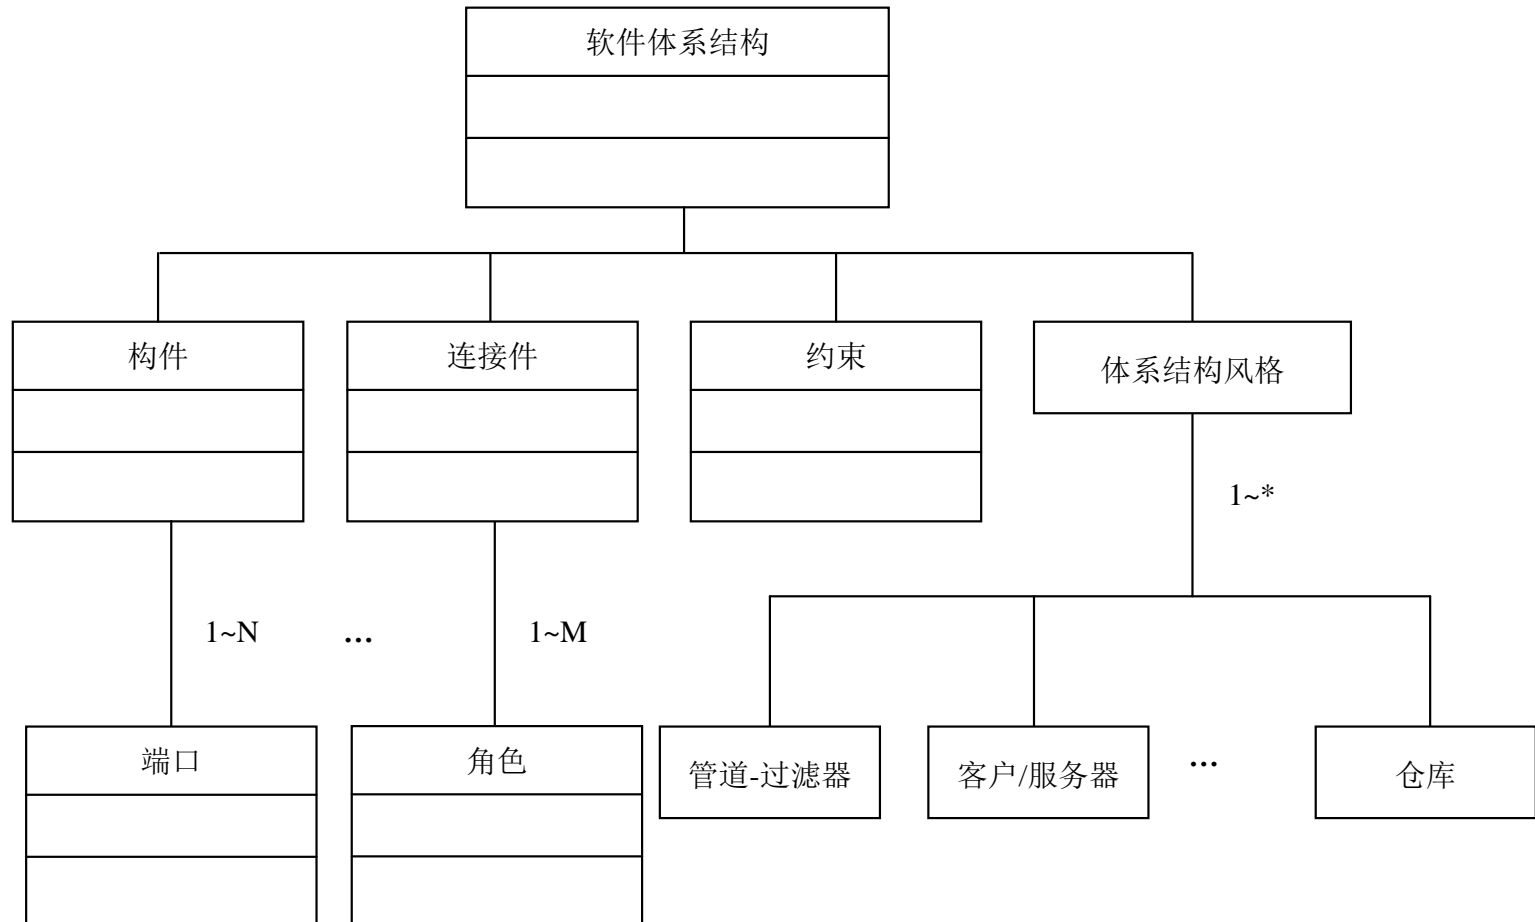 软件体系结构
构件
连接件
约束
体系结构风格
1~*
1~N
...
1~M
端口
角色
管道-过滤器
客户/服务器
...
仓库